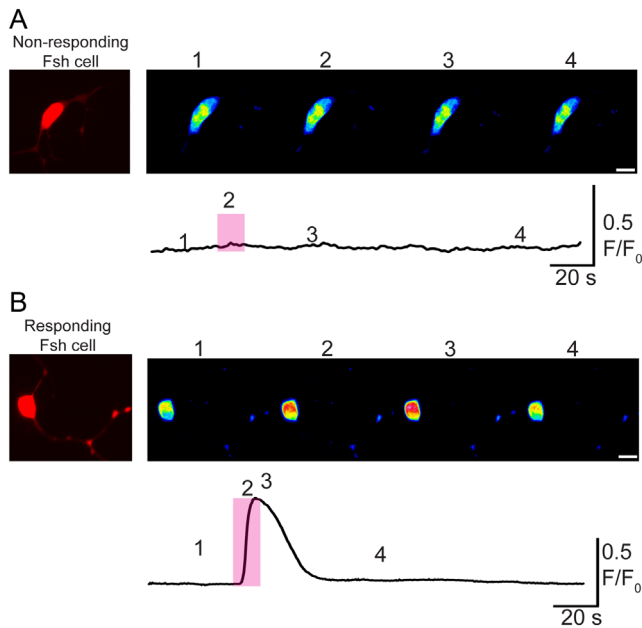 A
Non-responding
Fsh cell
1 2 3 4
2
1 3 4
0.5
F/F₀
20 s
B
Responding
Fsh cell
1 2 3 4
2 3
1 4
0.5
F/F₀
20 s